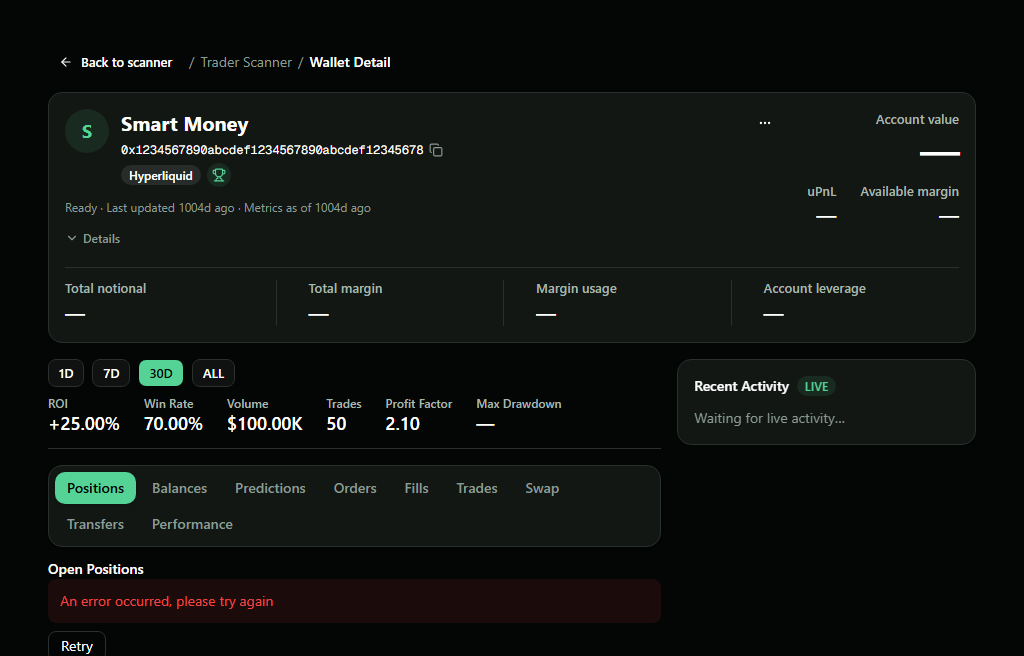 Back to scanner / Trader Scanner / Wallet Detail
S
Smart Money
0x1234567890abcdef1234567890abcdef12345678
Hyperliquid
Ready · Last updated 1004d ago · Metrics as of 1004d ago
Details
...
Account value
—
uPnL Available margin
— —
Total notional Total margin Margin usage Account leverage
— — — —
1D 7D 30D ALL
ROI Win Rate Volume Trades Profit Factor Max Drawdown
+25.00% 70.00% $100.00K 50 2.10 —
Recent Activity LIVE
Waiting for live activity...
Positions Balances Predictions Orders Fills Trades Swap
Transfers Performance
Open Positions
An error occurred, please try again
Retry